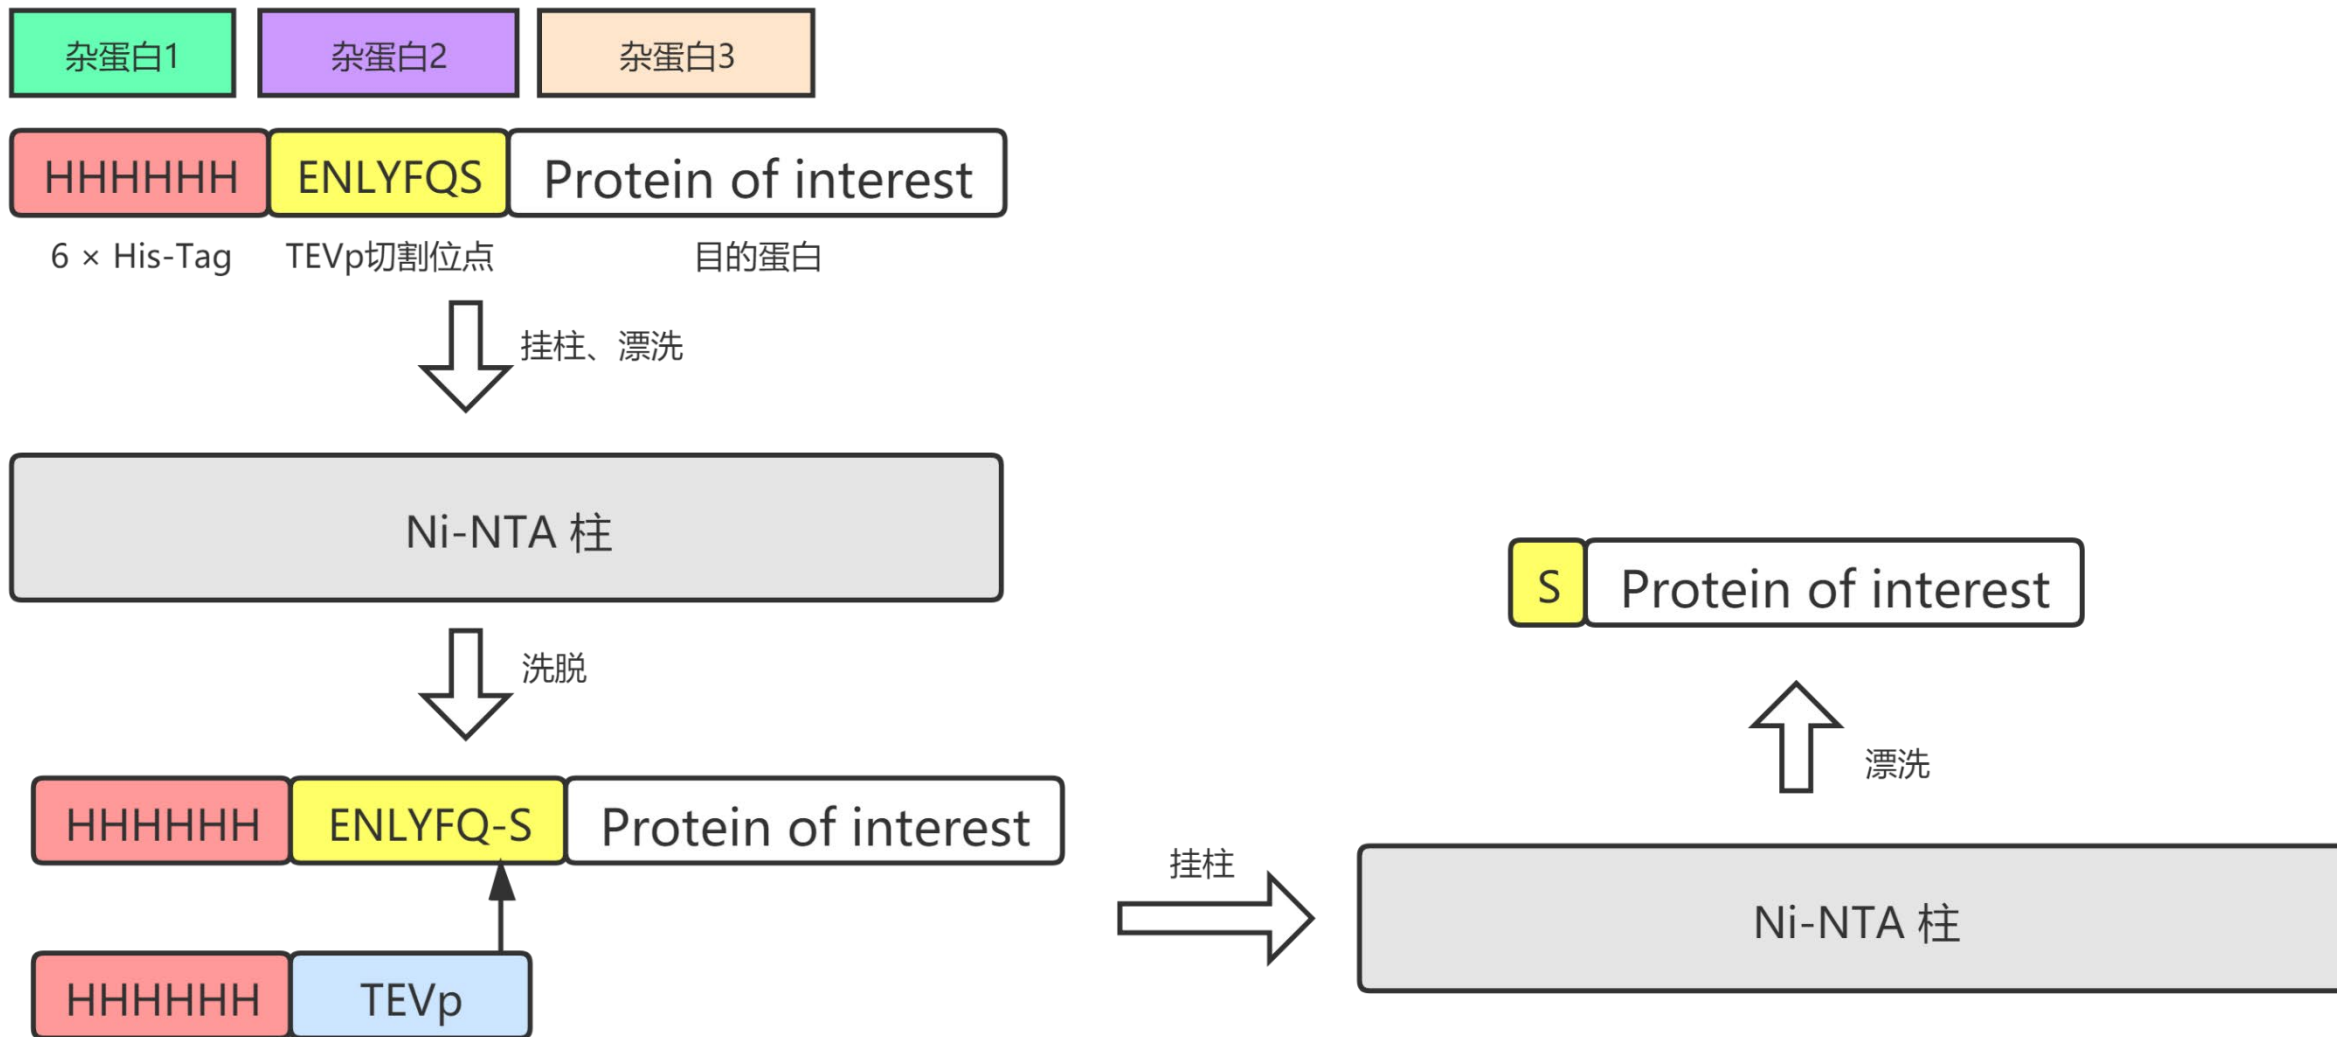 杂蛋白1
杂蛋白2
杂蛋白3
HHHHHH
ENLYFQS
Protein of interest
6 × His-Tag
TEVp切割位点
目的蛋白
挂柱、漂洗
Ni-NTA 柱
洗脱
HHHHHH
ENLYFQ-S
Protein of interest
HHHHHH
TEVp
挂柱
Ni-NTA 柱
漂洗
S
Protein of interest